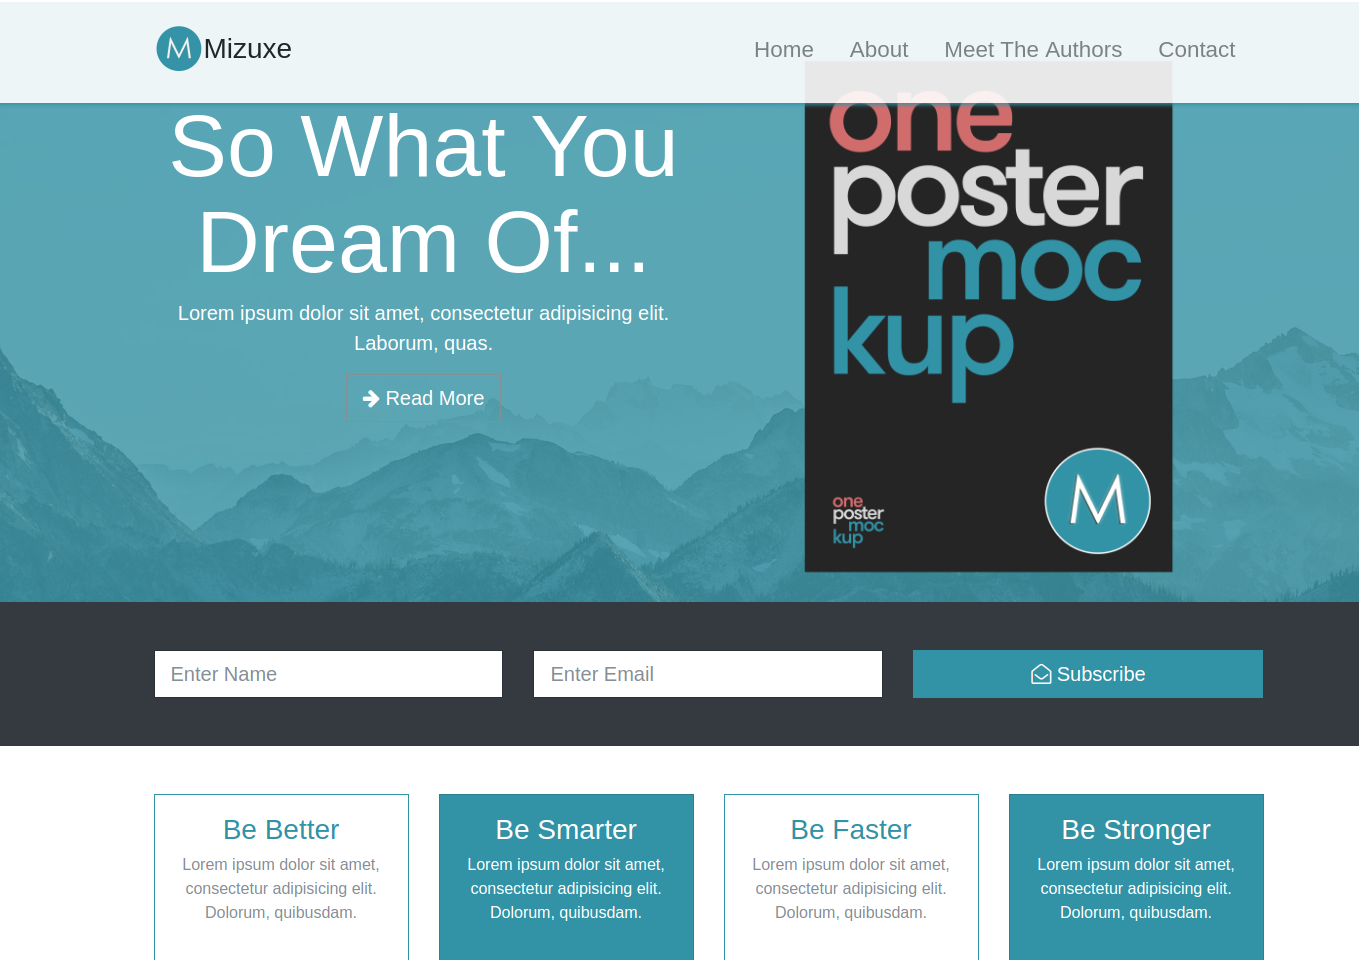 Mizuxe
Home
About
Meet The Authors
Contact
So What You
Dream Of...
Lorem ipsum dolor sit amet, consectetur adipisicing elit.
Laborum, quas.
Read More
one
poster
moc
kup
one
poster
moc
kup
M
Enter Name
Enter Email
Subscribe
Be Better
Lorem ipsum dolor sit amet,
consectetur adipisicing elit.
Dolorum, quibusdam.
Be Smarter
Lorem ipsum dolor sit amet,
consectetur adipisicing elit.
Dolorum, quibusdam.
Be Faster
Lorem ipsum dolor sit amet,
consectetur adipisicing elit.
Dolorum, quibusdam.
Be Stronger
Lorem ipsum dolor sit amet,
consectetur adipisicing elit.
Dolorum, quibusdam.